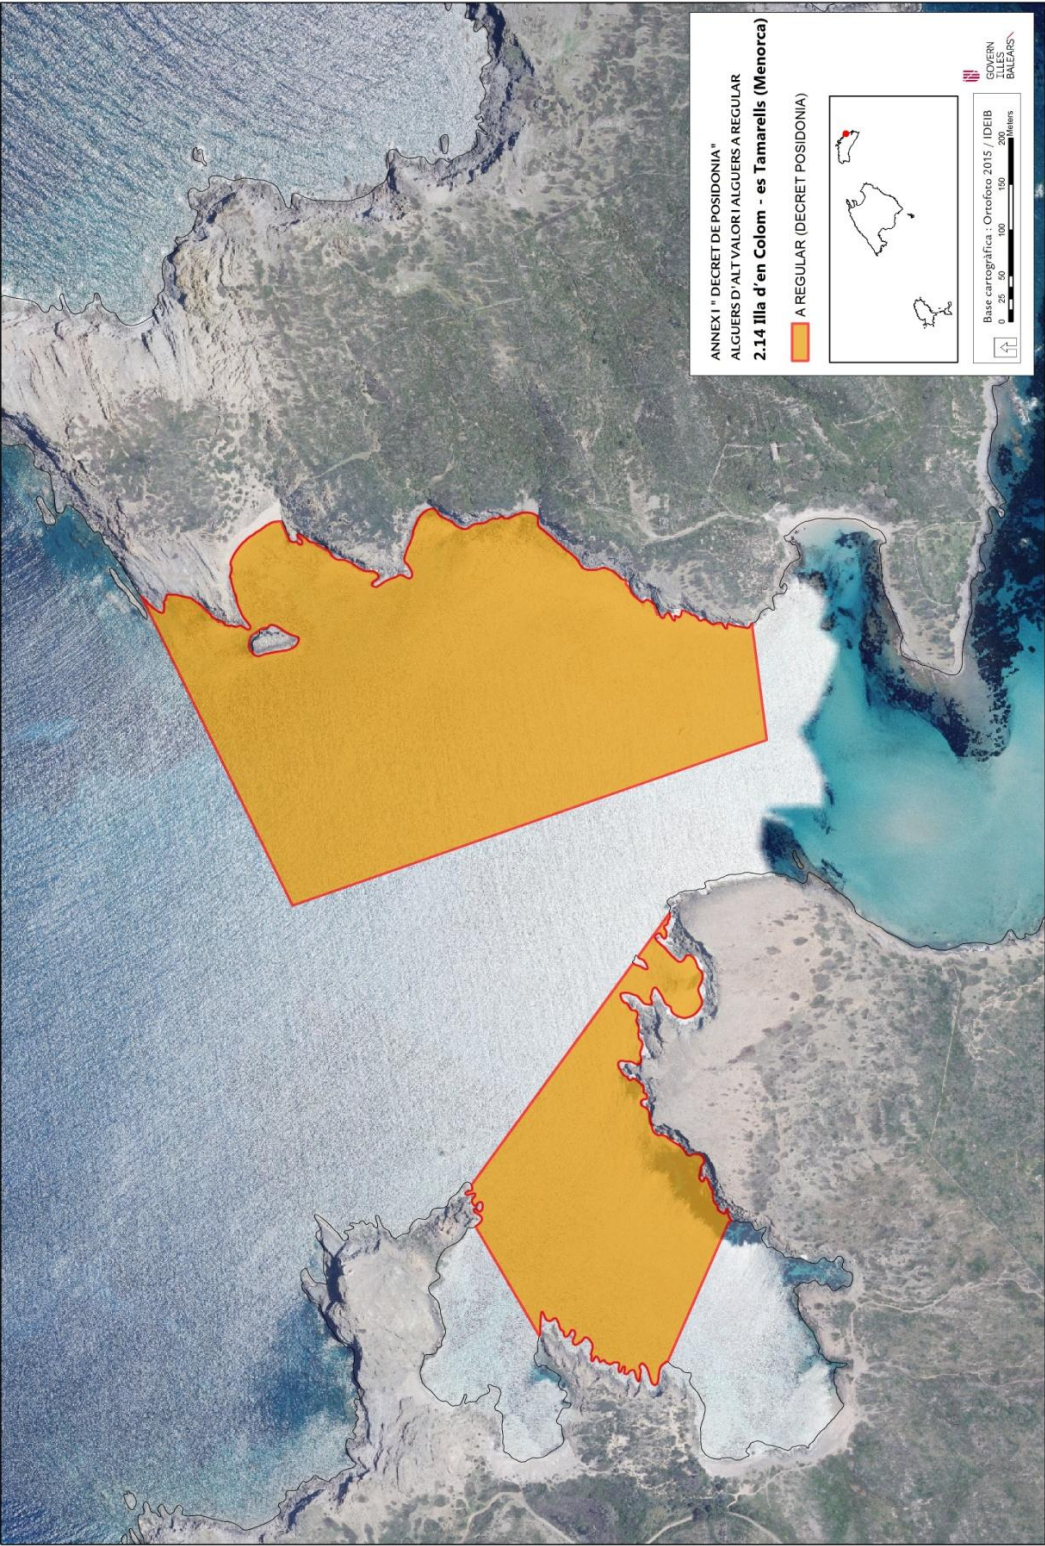 ANNEX I " DECRET DE POSIDONIA"
ALGUERS D'ALT VALOR I ALGUERS A REGULAR
2.14 Illa d'en Colom - es Tamarells (Menorca)
A REGULAR (DECRET POSIDONIA)
Base cartogràfica : Ortofoto 2015 / IDEIB
0 25 50 100 150 200
Meters
GOVERN
ILLES
BALEARS